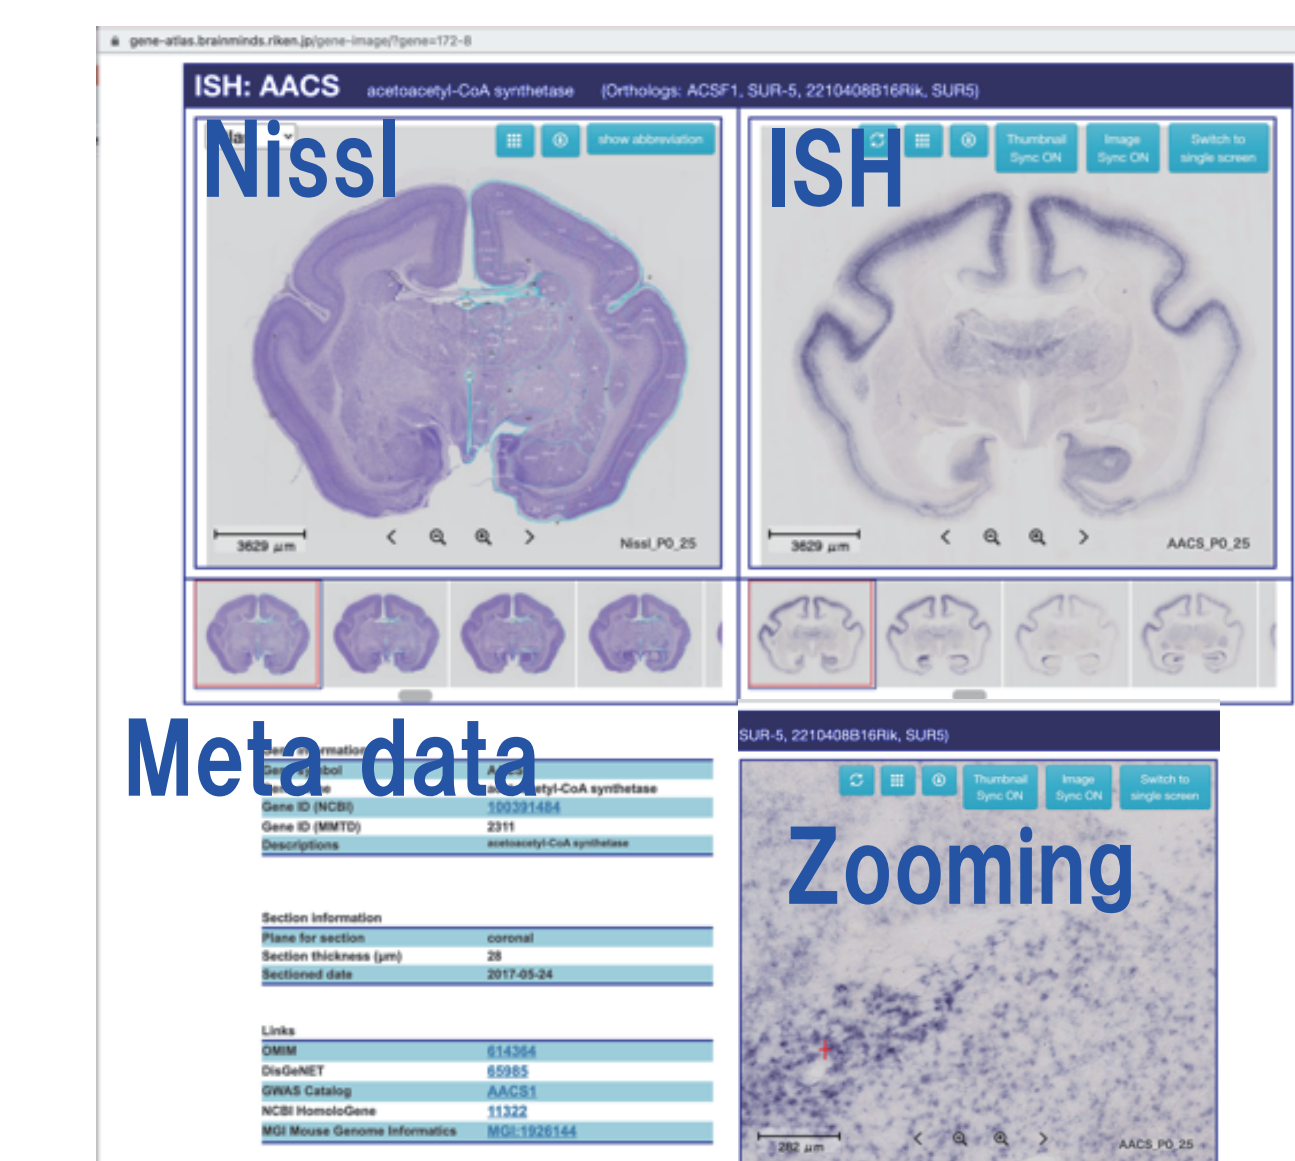 gene-atlas.brainminds.riken.jp/gene-image/?gene=172-8
ISH: AACS acetoacetyl-CoA synthetase (Orthologs: ACSF1, SUR-5, 2210408B16Rik, SUR5)
Nissl
show abbreviation
ISH
Thumbnail
Sync ON
Image
Sync ON
Switch to
single screen
3629 μm
Nissl_P0_25
3629 μm
AACS_P0_25
Meta data
Gene symbol
acetoacetyl-CoA synthetase
Gene ID (NCBI) 100391484
Gene ID (MMTD) 2311
Descriptions acetoacetyl-CoA synthetase
Section information
Plane for section coronal
Section thickness (μm) 28
Sectioned date 2017-05-24
Links
OMIM 614364
DisGeNET 65985
GWAS Catalog AACS1
NCBI HomoloGene 11322
MGI Mouse Genome Informatics MGI:1926144
SUR-5, 2210408B16Rik, SUR5)
Thumbnail
Sync ON
Image
Sync ON
Switch to
single screen
Zooming
282 μm
AACS_P0_25